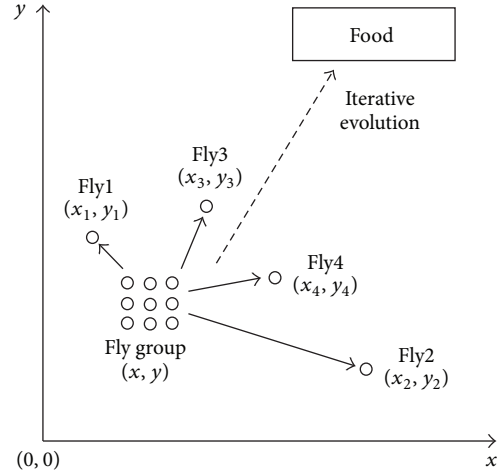 y
Food
Iterative
evolution
Fly3
(x₃, y₃)
Fly1
(x₁, y₁)
Fly4
(x₄, y₄)
Fly group
(x, y)
Fly2
(x₂, y₂)
(0, 0)
x